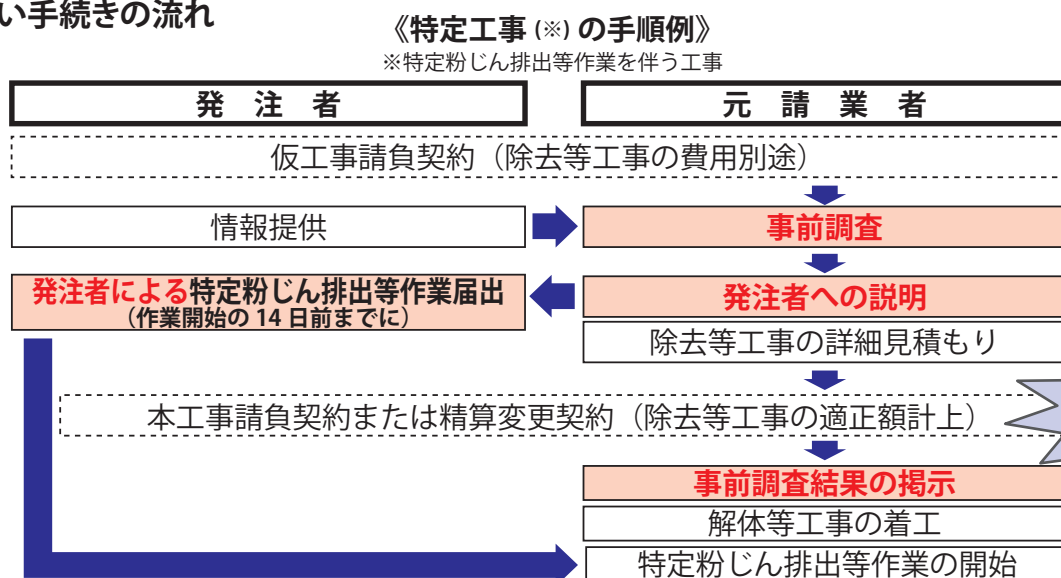 い手続きの流れ
《特定工事 (※) の手順例》
※特定粉じん排出等作業を伴う工事
発 注 者
元 請 業 者
仮工事請負契約（除去等工事の費用別途）
情報提供
事前調査
発注者による特定粉じん排出等作業届出
（作業開始の 14 日前までに）
発注者への説明
除去等工事の詳細見積もり
本工事請負契約または精算変更契約（除去等工事の適正額計上）
事前調査結果の掲示
解体等工事の着工
特定粉じん排出等作業の開始